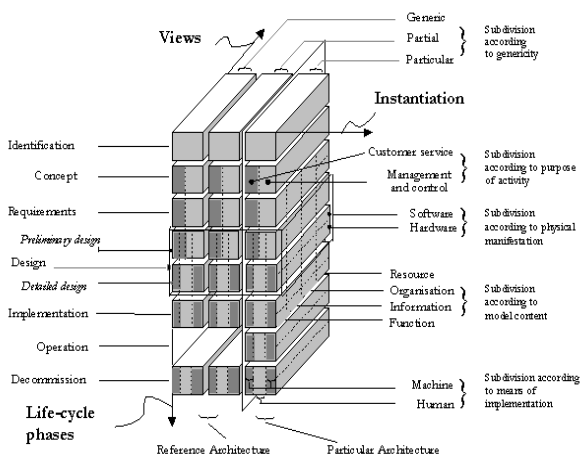 Generic
Views
Partial
Subdivision
according
to genericity
Particular
Instantiation
Identification
Customer service
Subdivision
according to purpose
of activity
Concept
Management
and control
Requirements
Software
Hardware
Subdivision
according to physical
manifestation
Preliminary design
Design
Detailed design
Resource
Organisation
Information
Function
Subdivision
according to
model content
Implementation
Operation
Decommission
Machine
Human
Subdivision according
to means of
implementation
Life-cycle
phases
Reference Architecture
Particular Architecture